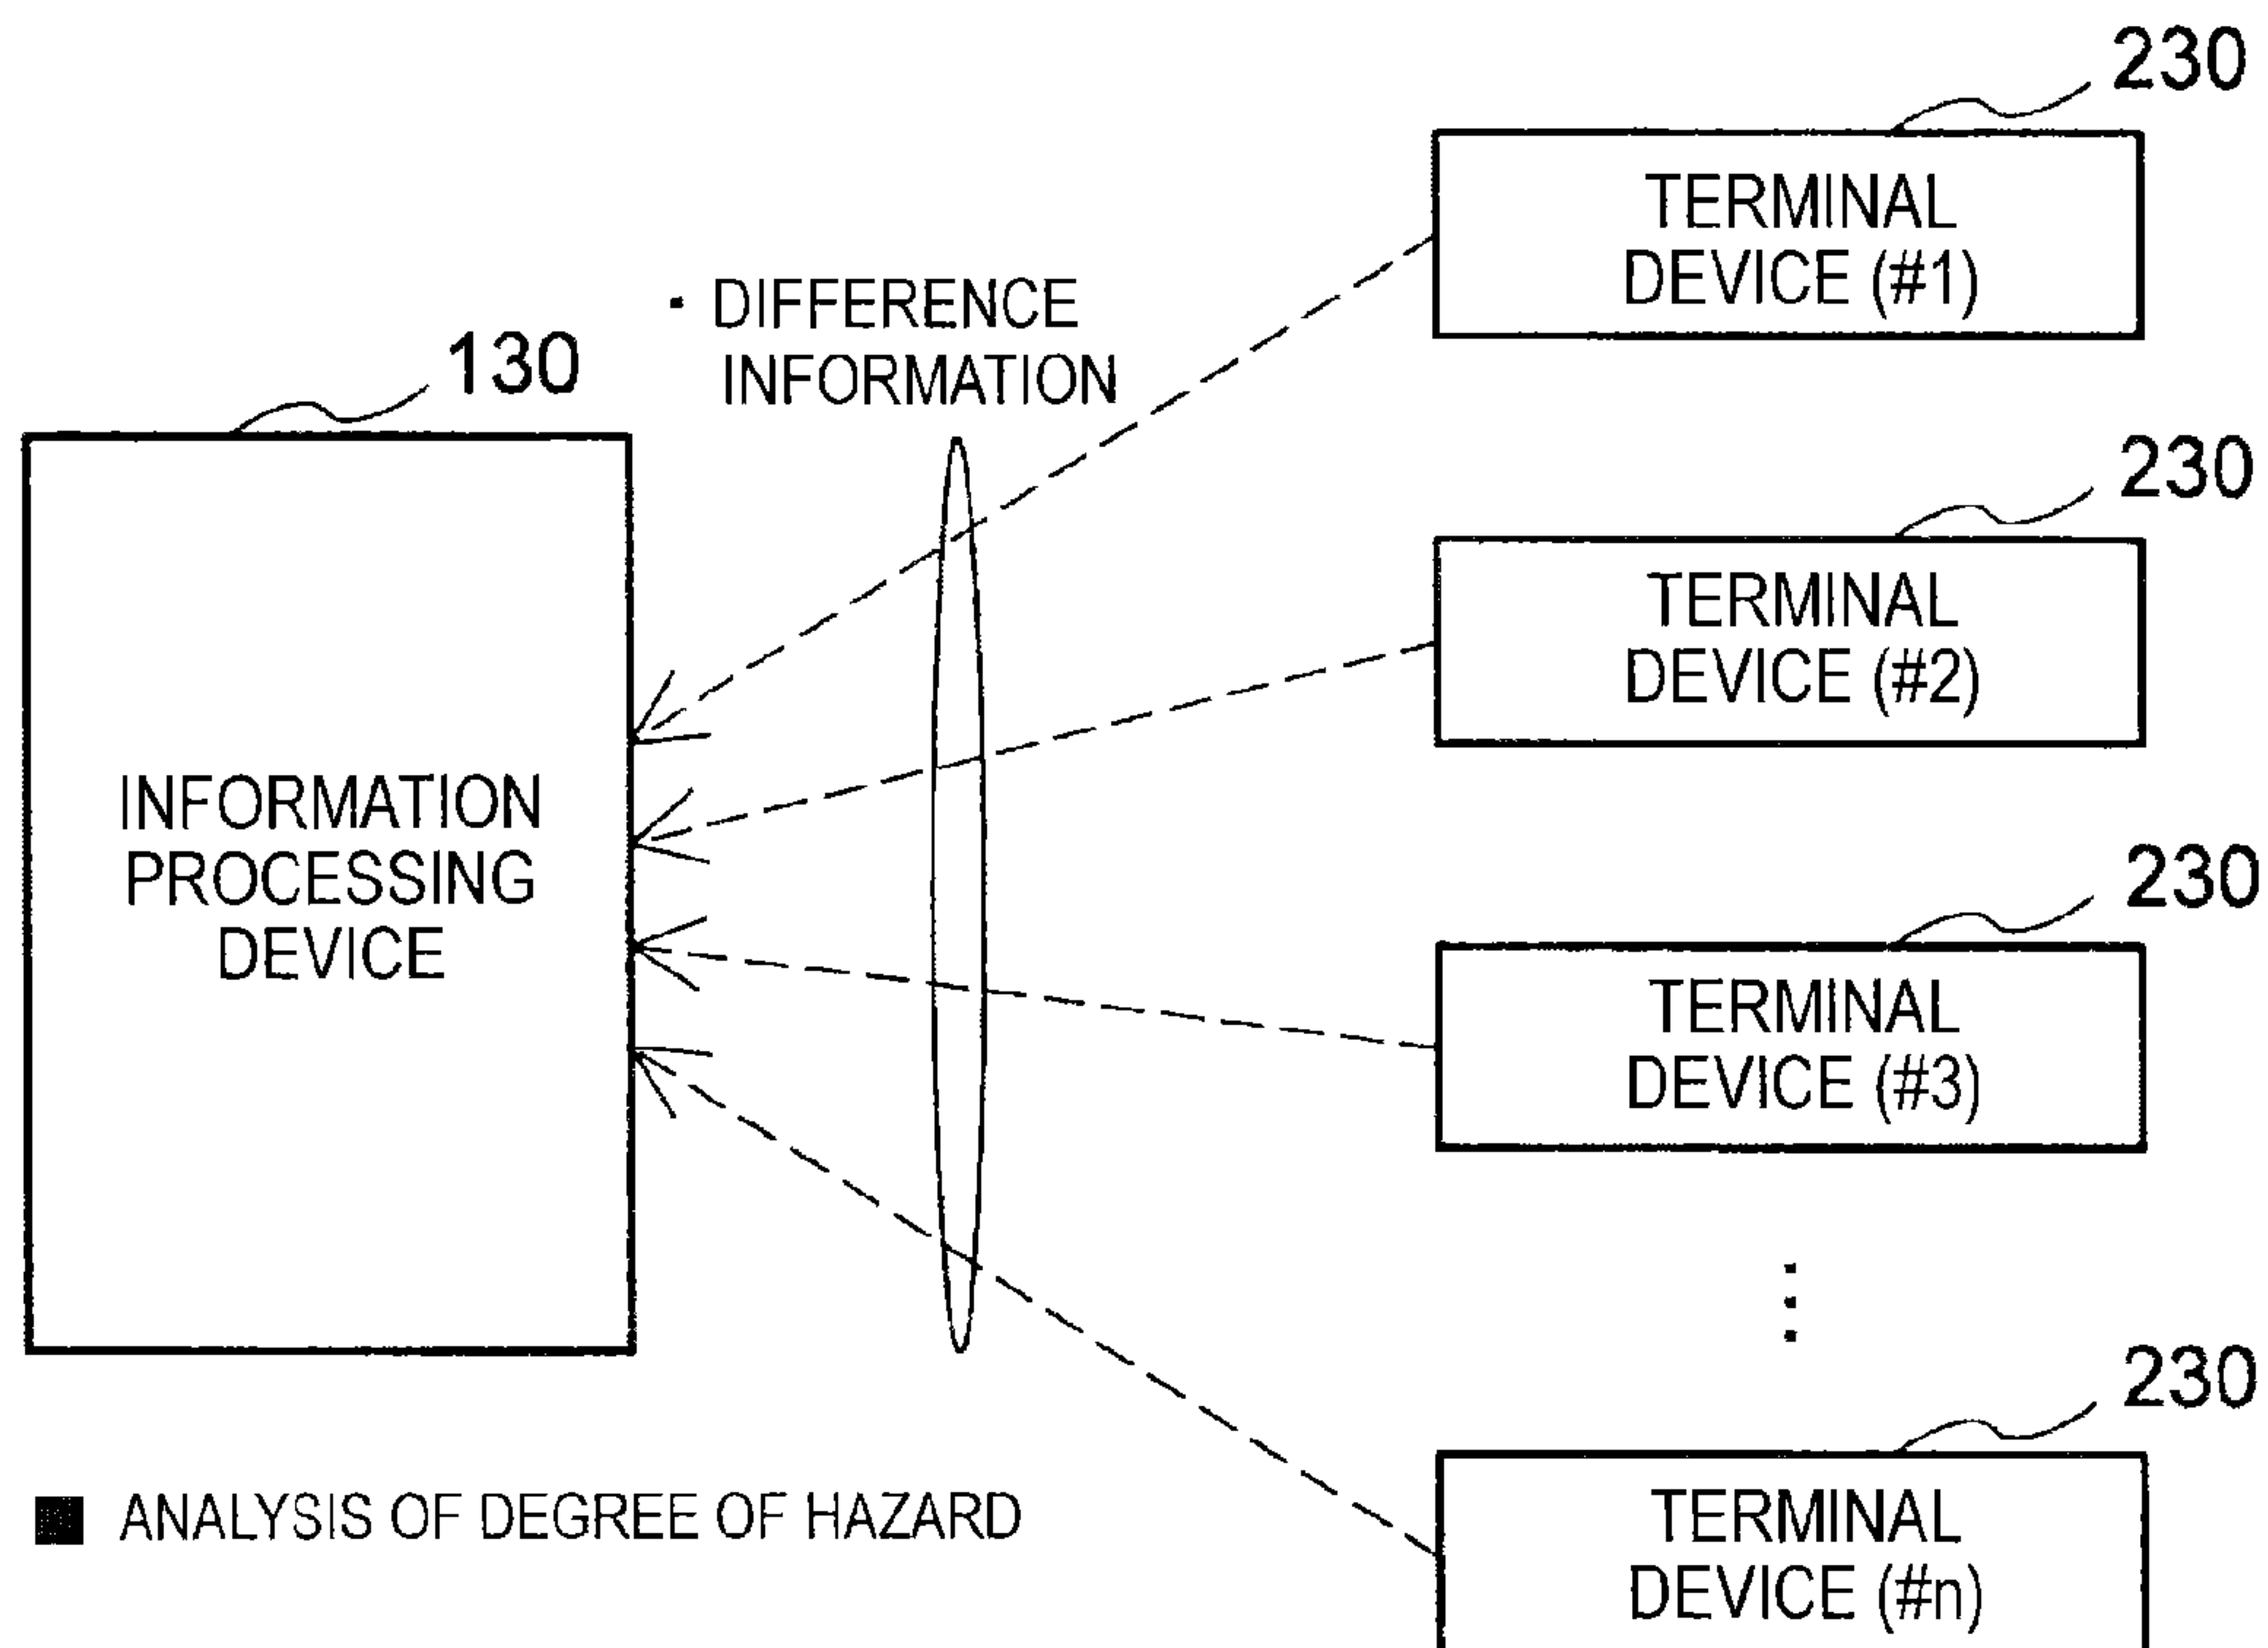 230
TERMINAL
DEVICE (#1)
· DIFFERENCE
INFORMATION
130
230
TERMINAL
DEVICE (#2)
INFORMATION
PROCESSING
DEVICE
230
TERMINAL
DEVICE (#3)
⋮
230
TERMINAL
DEVICE (#n)
■ ANALYSIS OF DEGREE OF HAZARD